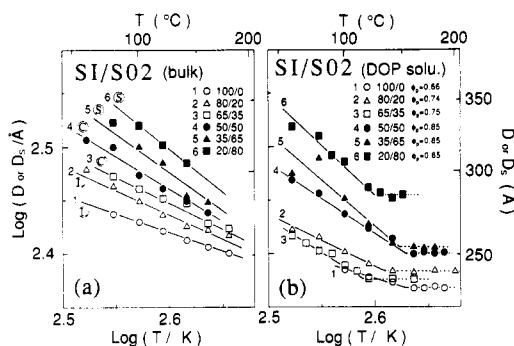 T ( °C )
100 200
T ( °C )
100 200
SI/S02 (bulk)
1 ○ 100/0
2 △ 80/20
3 □ 65/35
4 ● 50/50
5 ▲ 35/65
6 ■ 20/80
6 Ⓢ
5 Ⓢ
4 Ⓒ
3 C'
2 L
1 L
2.5
2.4
Log ( D or Ds /Å )
(a)
2.5 2.6 2.7
Log ( T / K )
SI/S02 (DOP solu.)
1 ○ 100/0 ϕp=0.66
2 △ 80/20 ϕp=0.74
3 □ 65/35 ϕp=0.75
4 ● 50/50 ϕp=0.85
5 ▲ 35/65 ϕp=0.85
6 ■ 20/80 ϕp=0.65
6
5
4
2
3
1
350
300
250
D or Ds (Å)
(b)
2.5 2.6 2.7
Log ( T / K )